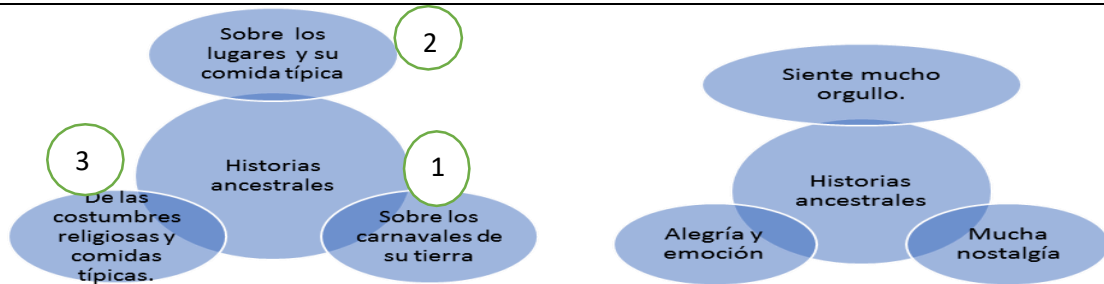 Sobre los
lugares y su
comida típica
2
Historias
ancestrales
3
De las
costumbres
religiosas y
comidas
típicas.
1
Sobre los
carnavales de
su tierra
Siente mucho
orgullo.
Historias
ancestrales
Alegría y
emoción
Mucha
nostalgía